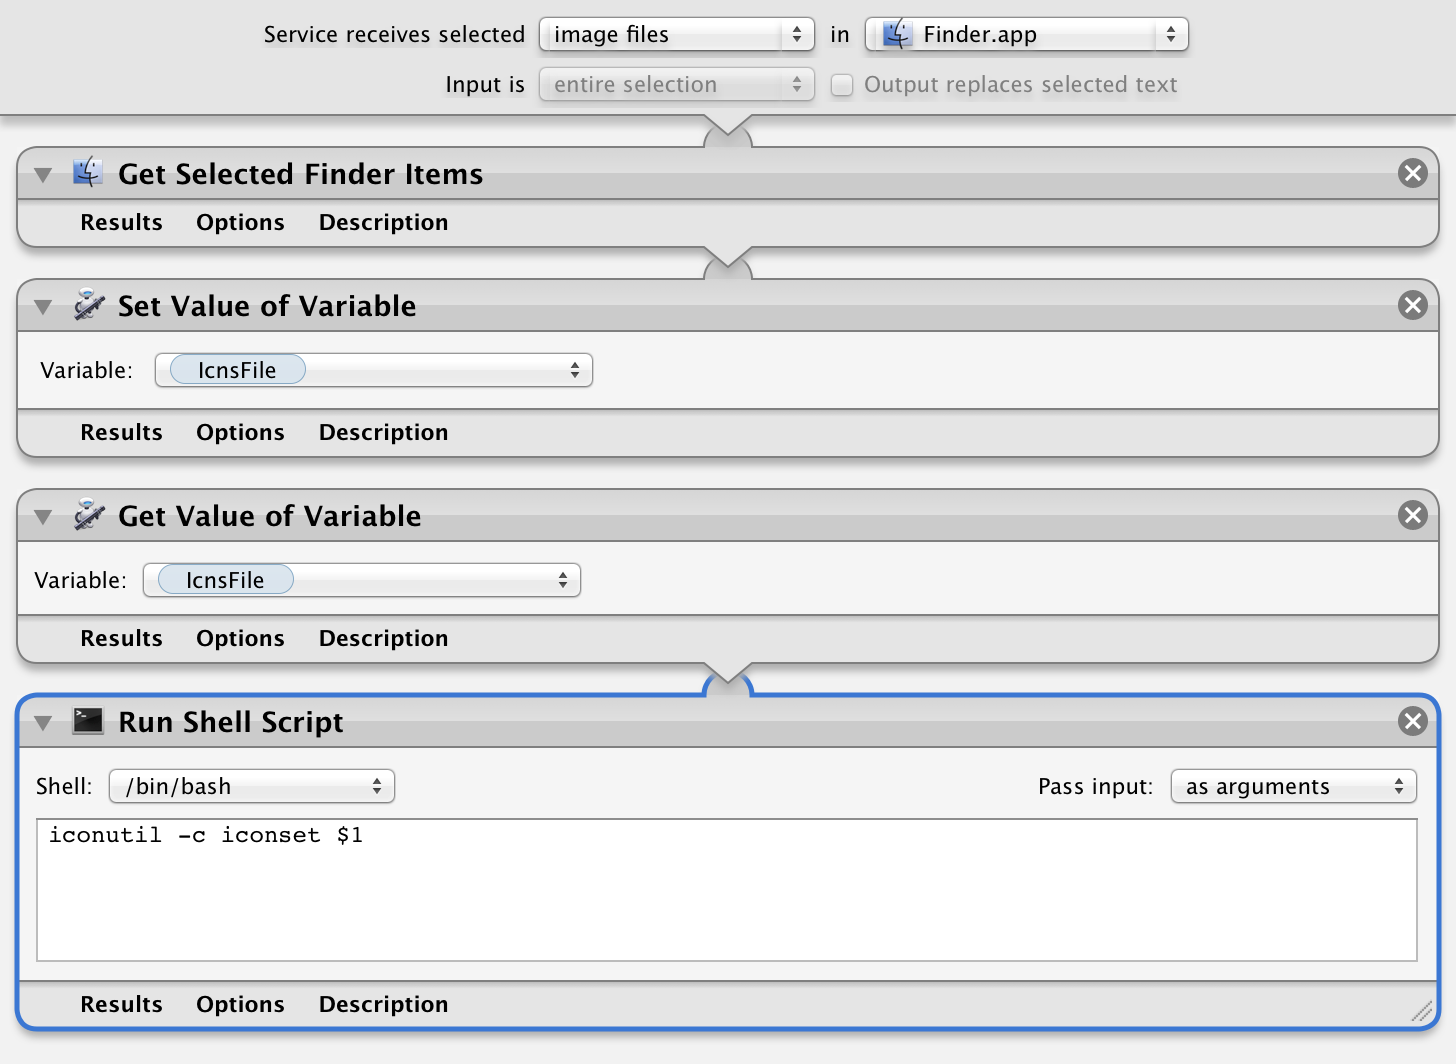 Service receives selected image files in Finder.app
Input is entire selection Output replaces selected text
Get Selected Finder Items
Results Options Description
Set Value of Variable
Variable: IcnsFile
Results Options Description
Get Value of Variable
Variable: IcnsFile
Results Options Description
Run Shell Script
Shell: /bin/bash Pass input: as arguments
iconutil -c iconset $1
Results Options Description